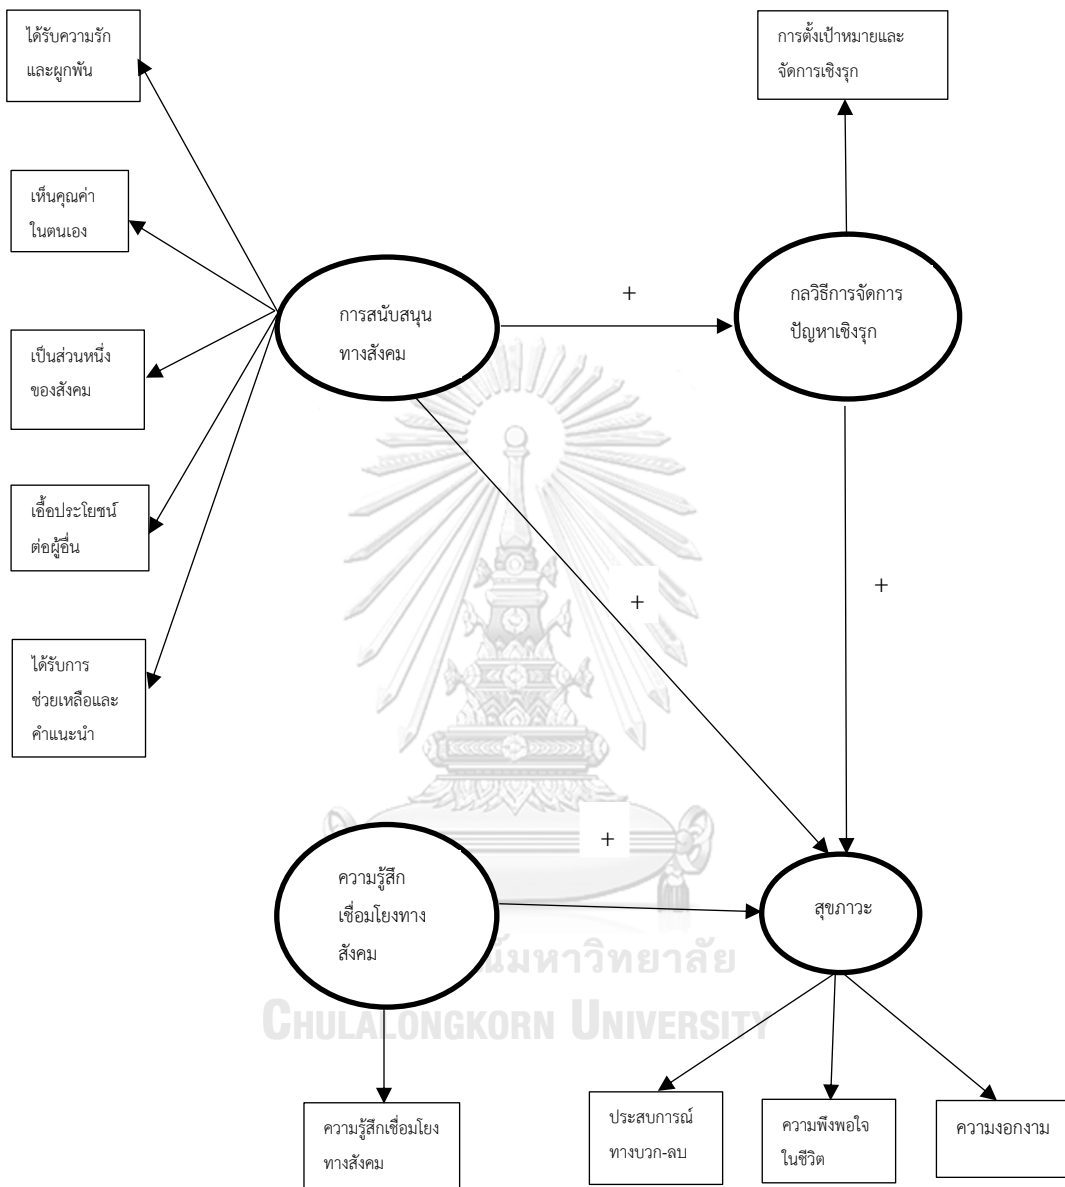 ได้รับความรัก
และผูกพัน
การตั้งเป้าหมายและ
จัดการเชิงรุก
เห็นคุณค่า
ในตนเอง
การสนับสนุน
ทางสังคม
+
กลวิธีการจัดการ
ปัญหาเชิงรุก
เป็นส่วนหนึ่ง
ของสังคม
เอื้อประโยชน์
ต่อผู้อื่น
+
+
ได้รับการ
ช่วยเหลือและ
คำแนะนำ
+
ความรู้สึก
เชื่อมโยงทาง
สังคม
สุขภาวะ
มหาวิทยาลัย
CHULALONGKORN UNIVERSITY
ความรู้สึกเชื่อมโยง
ทางสังคม
ประสบการณ์
ทางบวก-ลบ
ความพึงพอใจ
ในชีวิต
ความงอกงาม